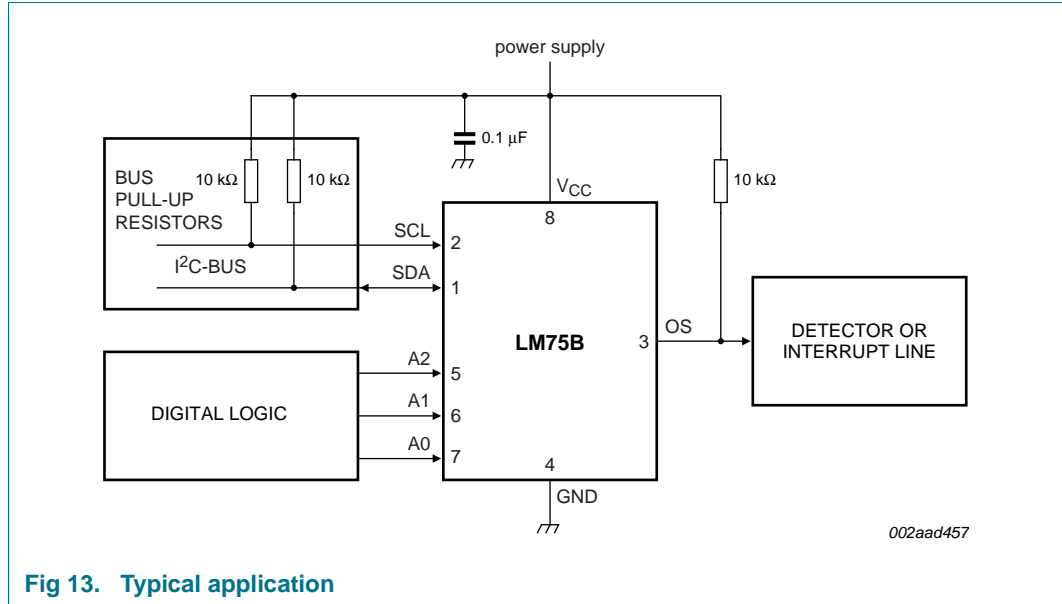 power supply
0.1 μF
BUS
PULL-UP
RESISTORS
10 kΩ
10 kΩ
10 kΩ
VCC
8
SCL
2
I2C-BUS
SDA
1
OS
3
LM75B
DETECTOR OR
INTERRUPT LINE
A2
5
DIGITAL LOGIC
A1
6
A0
7
4
GND
002aad457
Fig 13. Typical application